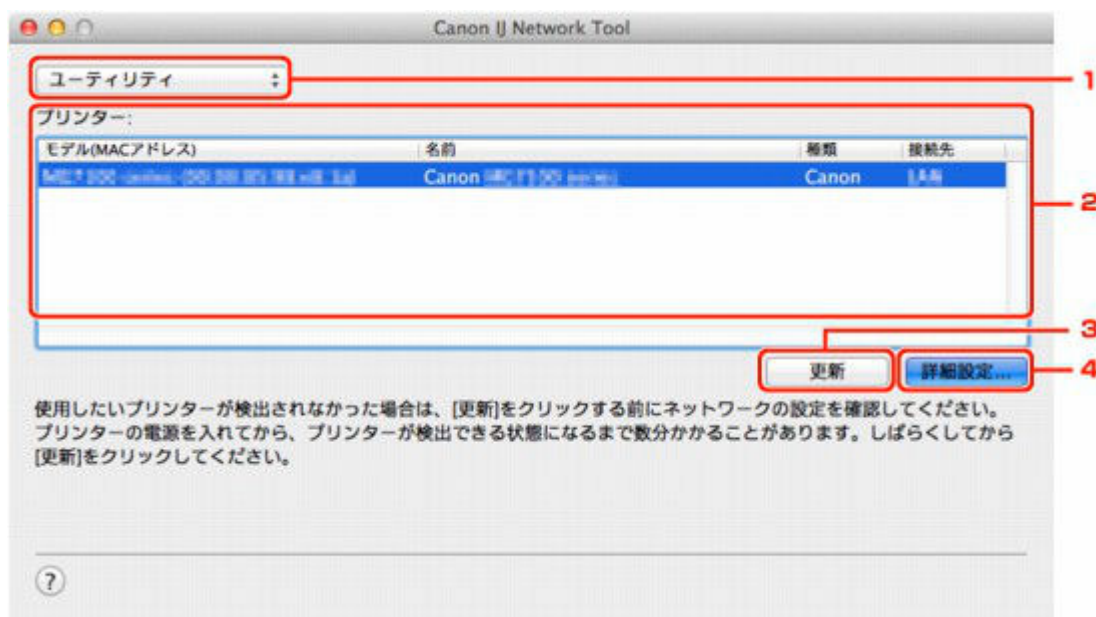 Canon IJ Network Tool
ユーティリティ
1
プリンター:
モデル(MACアドレス) 名前 種類 接続先
Canon Canon
2
3
更新 詳細設定...
4
使用したいプリンターが検出されなかった場合は、[更新]をクリックする前にネットワークの設定を確認してください。
プリンターの電源を入れてから、プリンターが検出できる状態になるまで数分かかることがあります。しばらくしてから
[更新]をクリックしてください。
?